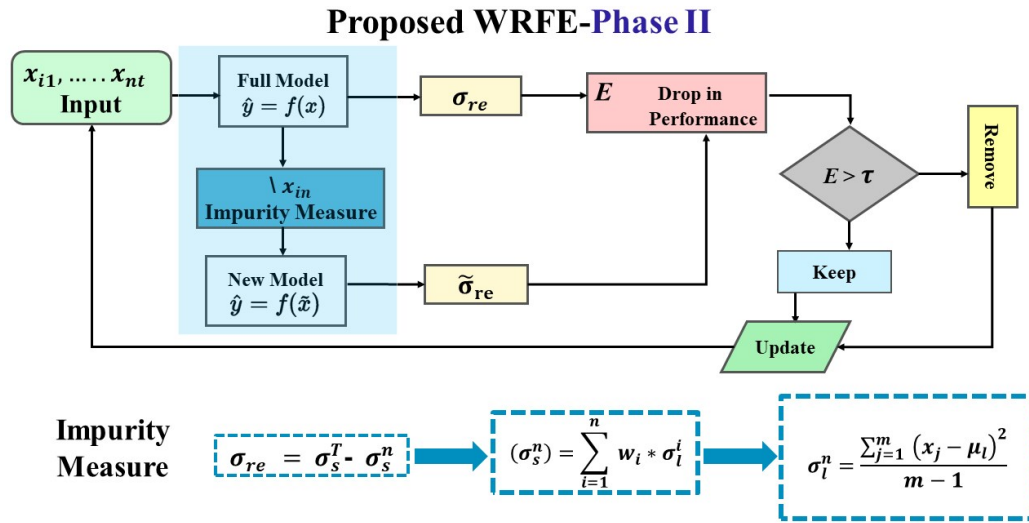 Proposed WRFE-Phase II
x_{i1}, ..... x_{nt}
Input
Full Model
ŷ = f(x)
σ_{re}
E Drop in
Performance
Remove
\ x_{in}
Impurity Measure
E > τ
New Model
ŷ = f(x̃)
σ̃_{re}
Keep
Update
Impurity
Measure
σ_{re} = σ_s^T - σ_s^n
(σ_s^n) = ∑_{i=1}^{n} w_i * σ_l^i
σ_l^n = \frac{∑_{j=1}^{m} (x_j − μ_l)^2}{m − 1}